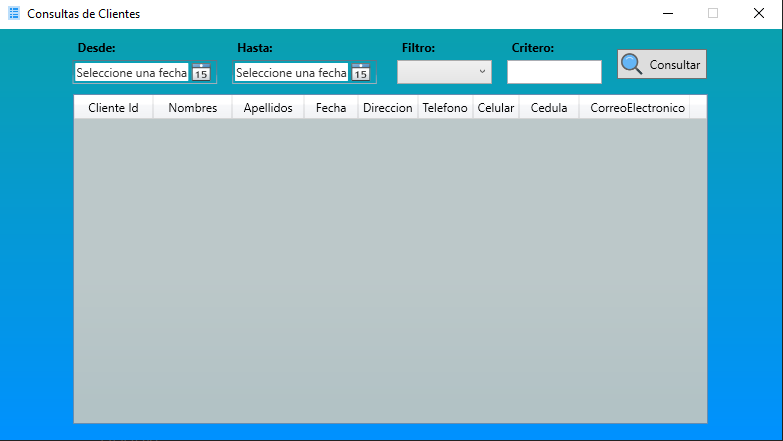 Consultas de Clientes
Desde: Hasta: Filtro: Critero:
Seleccione una fecha 15 Seleccione una fecha 15 Consultar
Cliente Id Nombres Apellidos Fecha Direccion Telefono Celular Cedula CorreoElectronico